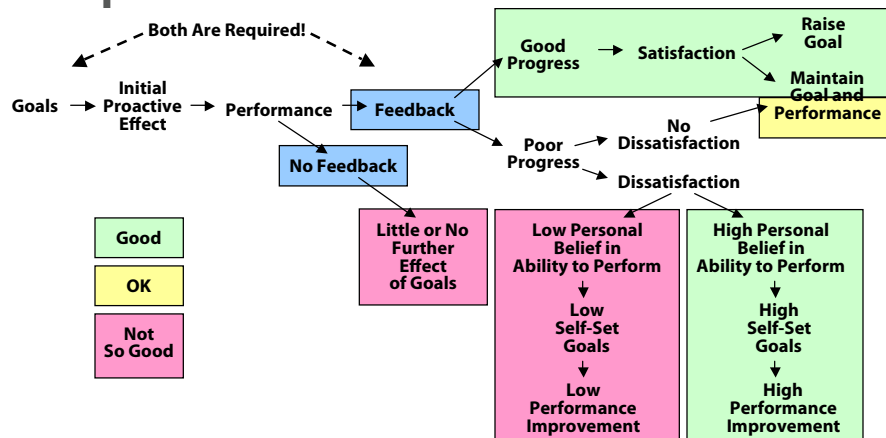 Both Are Required!
Goals
Initial
Proactive
Effect
Performance
Feedback
No Feedback
Good
Progress
Satisfaction
Raise
Goal
Maintain
Goal and
Performance
Poor
Progress
No
Dissatisfaction
Dissatisfaction
Little or No
Further
Effect
of Goals
Low Personal
Belief in
Ability to Perform
Low
Self-Set
Goals
Low
Performance
Improvement
High Personal
Belief in
Ability to Perform
High
Self-Set
Goals
High
Performance
Improvement
Good
OK
Not
So Good